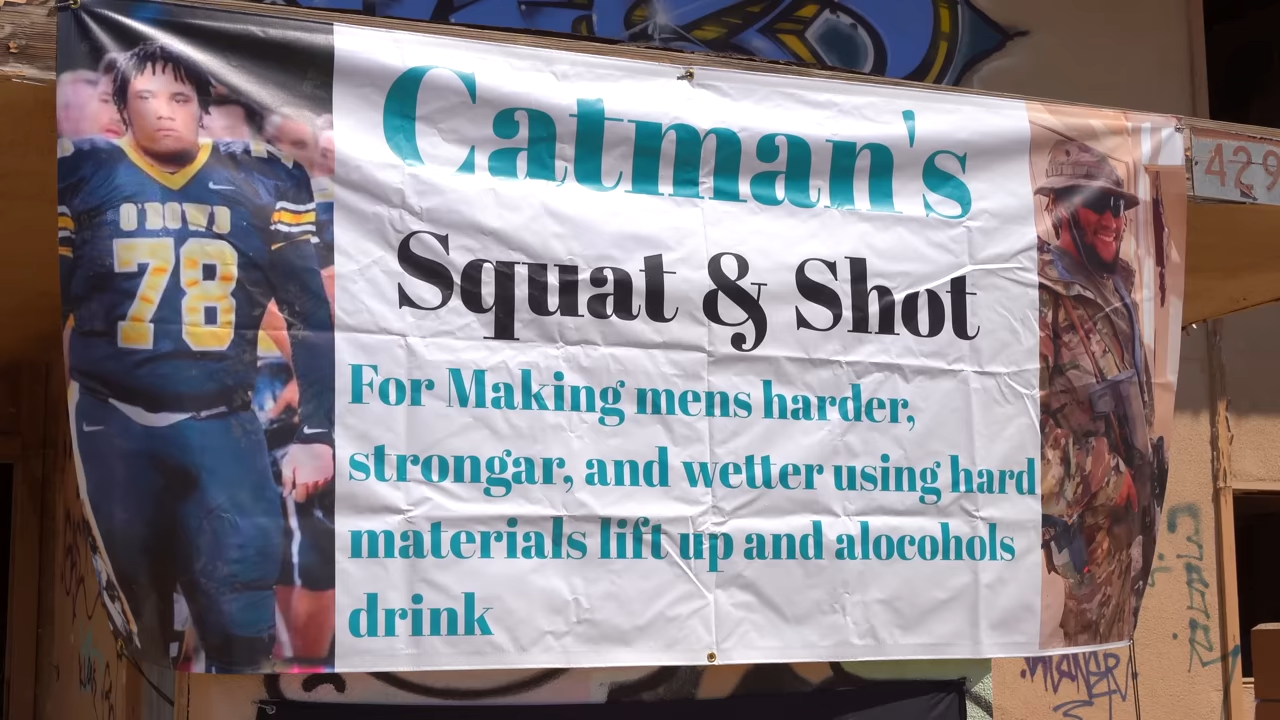 Catman's
Squat & Shot
For Making mens harder,
strongar, and wetter using hard
materials lift up and alocohols
drink
O'DOWD
78
429